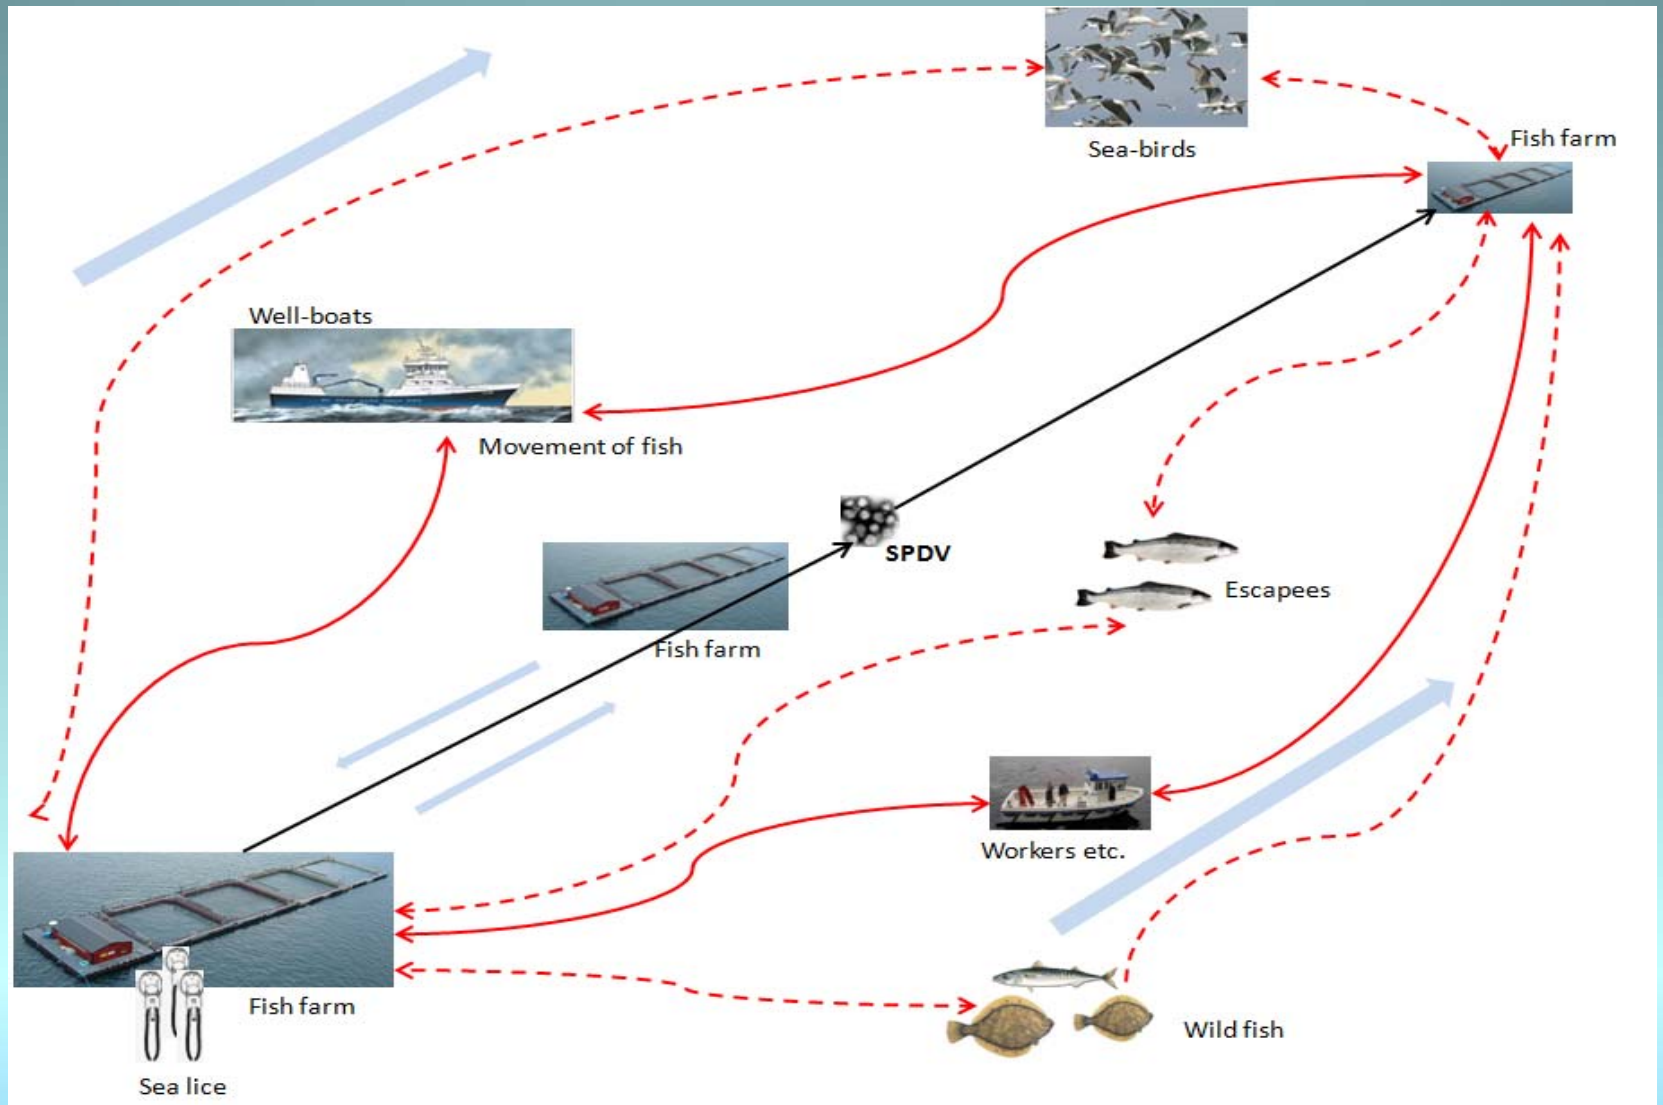 Sea-birds
Fish farm
Well-boats
Movement of fish
SPDV
Escapees
Fish farm
Workers etc.
Fish farm
Wild fish
Sea lice